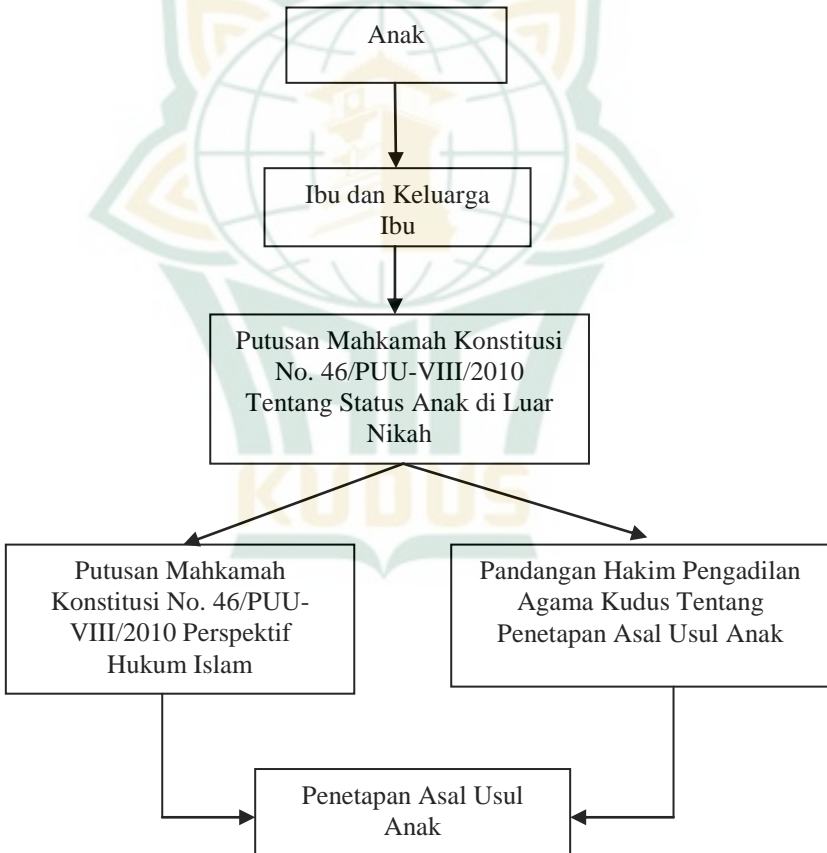 Anak
Ibu dan Keluarga
Ibu
Putusan Mahkamah Konstitusi
No. 46/PUU-VIII/2010
Tentang Status Anak di Luar
Nikah
KUDUS
Putusan Mahkamah
Konstitusi No. 46/PUU-
VIII/2010 Perspektif
Hukum Islam
Pandangan Hakim Pengadilan
Agama Kudus Tentang
Penetapan Asal Usul Anak
Penetapan Asal Usul
Anak